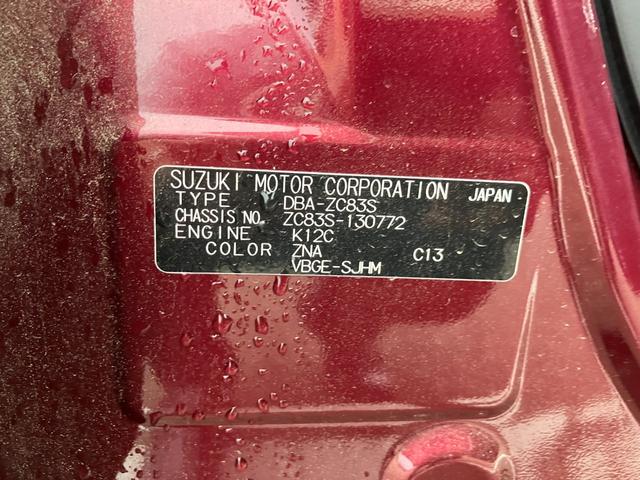 SUZUKI MOTOR CORPORATION JAPAN
TYPE DBA-ZC83S
CHASSIS NO. ZC83S-130772
ENGINE K12C
COLOR ZNA C13
VBGE-SJHM